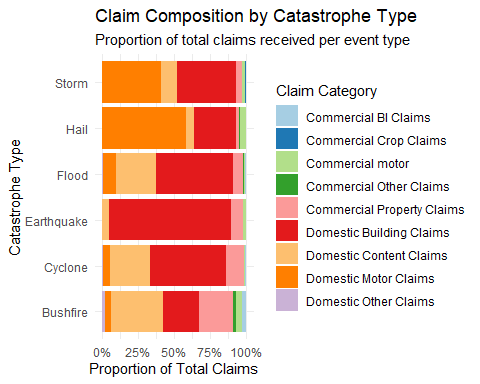 Claim Composition by Catastrophe Type
Proportion of total claims received per event type
Catastrophe Type
Storm
Hail
Flood
Earthquake
Cyclone
Bushfire
0% 25% 50% 75% 100%
Proportion of Total Claims
Claim Category
Commercial BI Claims
Commercial Crop Claims
Commercial motor
Commercial Other Claims
Commercial Property Claims
Domestic Building Claims
Domestic Content Claims
Domestic Motor Claims
Domestic Other Claims